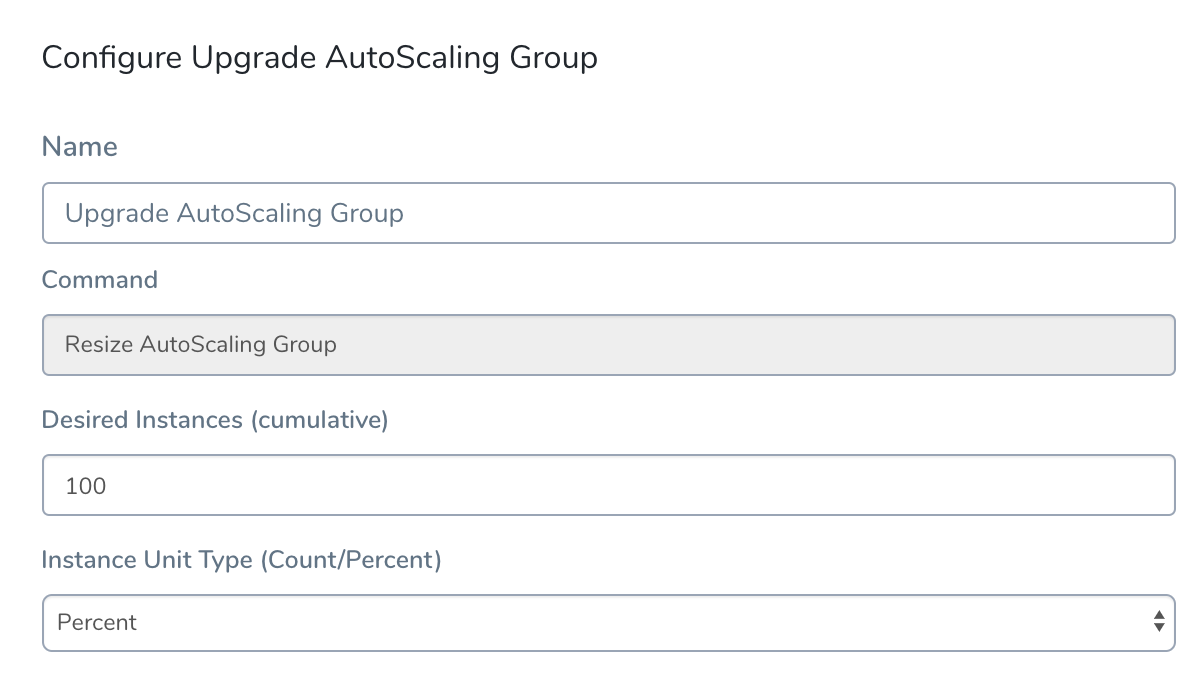 Configure Upgrade AutoScaling Group
Name
Upgrade AutoScaling Group
Command
Resize AutoScaling Group
Desired Instances (cumulative)
100
Instance Unit Type (Count/Percent)
Percent